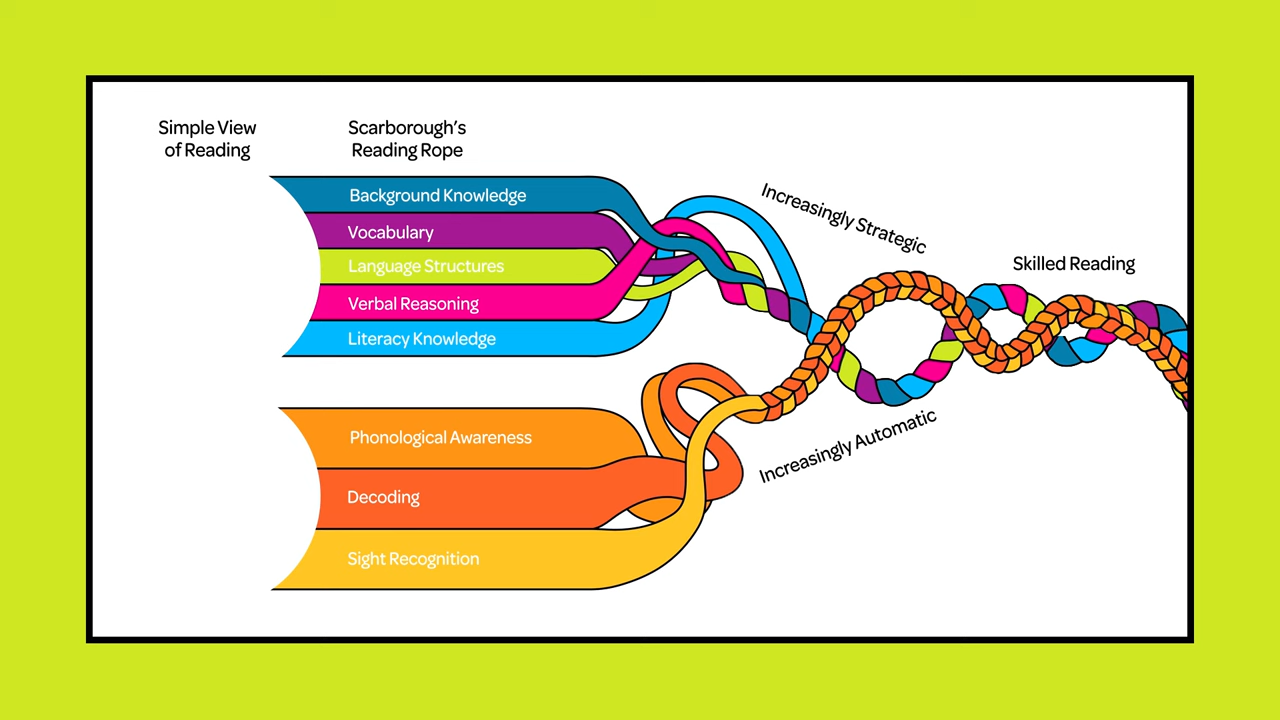 Simple View
of Reading
Scarborough's
Reading Rope
Background Knowledge
Vocabulary
Language Structures
Verbal Reasoning
Literacy Knowledge
Increasingly Strategic
Skilled Reading
Phonological Awareness
Decoding
Sight Recognition
Increasingly Automatic